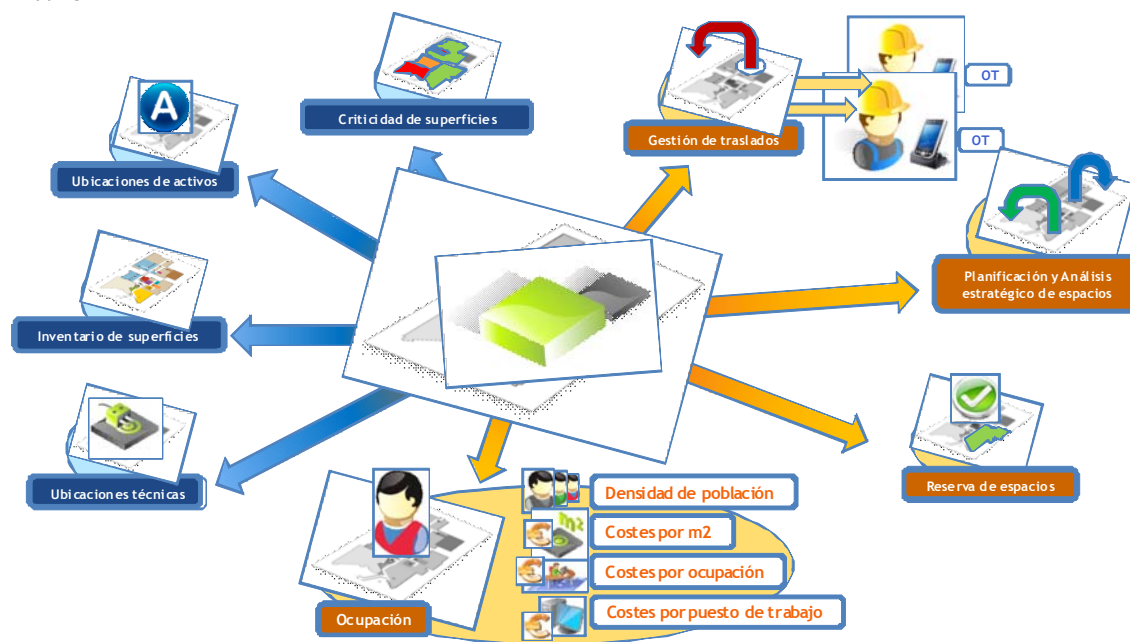 Criticidad de superficies
Gestión de traslados
OT
OT
Ubicaciones de activos
Planificación y Análisis
estratégico de espacios
Inventario de superficies
Ubicaciones técnicas
Reserva de espacios
Ocupación
Densidad de población
Costes por m2
Costes por ocupación
Costes por puesto de trabajo
A
m2